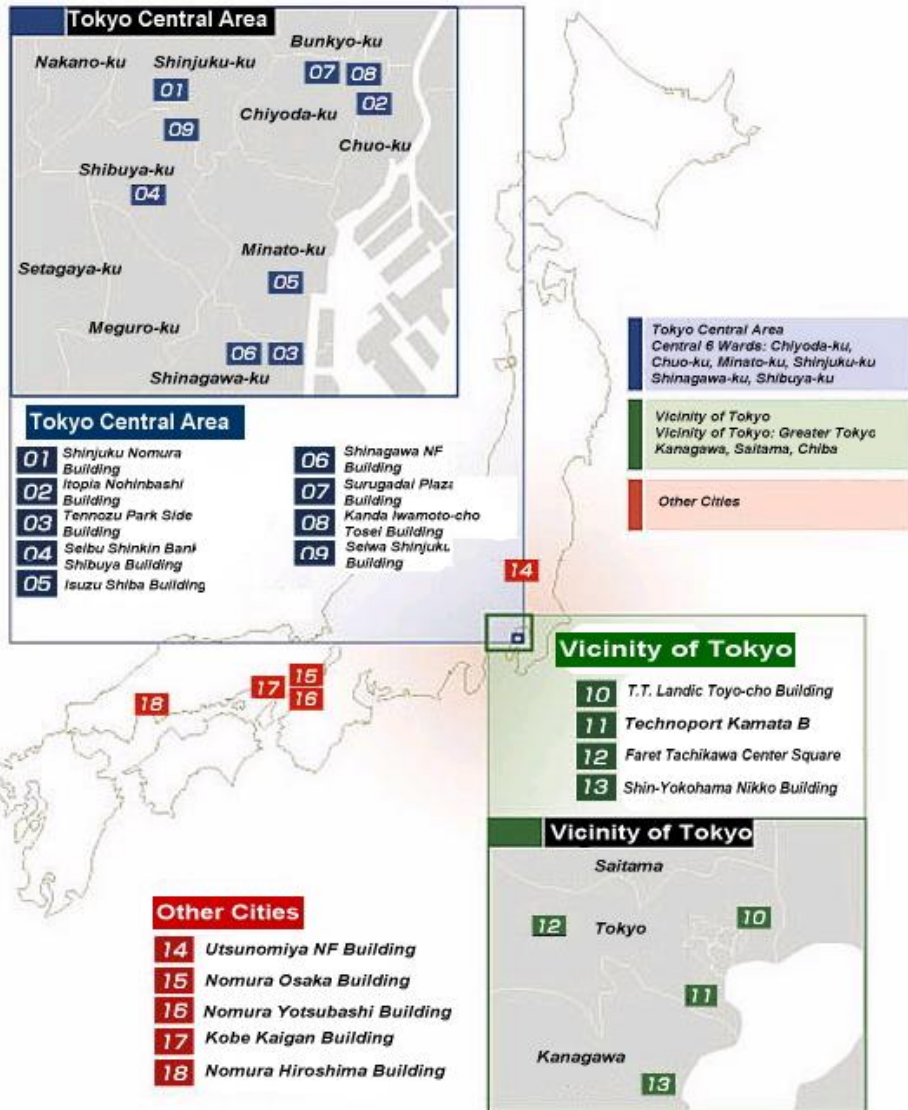 Tokyo Central Area
Bunkyo-ku
Nakano-ku
Shinjuku-ku
07
08
01
02
Chiyoda-ku
09
Chuo-ku
Shibuya-ku
04
Minato-ku
Setagaya-ku
05
Meguro-ku
06
03
Shinagawa-ku
Tokyo Central Area
Central 6 Wards: Chiyoda-ku,
Chuo-ku, Minato-ku, Shinjuku-ku
Shinagawa-ku, Shibuya-ku
Vicinity of Tokyo
Vicinity of Tokyo: Greater Tokyo
Kanagawa, Saitama, Chiba
Other Cities
Tokyo Central Area
01 Shinjuku Nomura
Building
02 Itopia Nohinbashi
Building
03 Tennozu Park Side
Building
04 Seibu Shinkin Bank
Shibuya Building
05 Isuzu Shiba Building
06 Shinagawa NF
Building
07 Surugadai Plaza
Building
08 Kanda Iwamoto-cho
Tosei Building
09 Seiwa Shinjuku
Building
14
15
16
17
18
Vicinity of Tokyo
10 T.T. Landic Toyo-cho Building
11 Technoport Kamata B
12 Faret Tachikawa Center Square
13 Shin-Yokohama Nikko Building
Vicinity of Tokyo
Saitama
10
12
Tokyo
11
Kanagawa
13
Other Cities
14 Utsunomiya NF Building
15 Nomura Osaka Building
16 Nomura Yotsubashi Building
17 Kobe Kaigan Building
18 Nomura Hiroshima Building